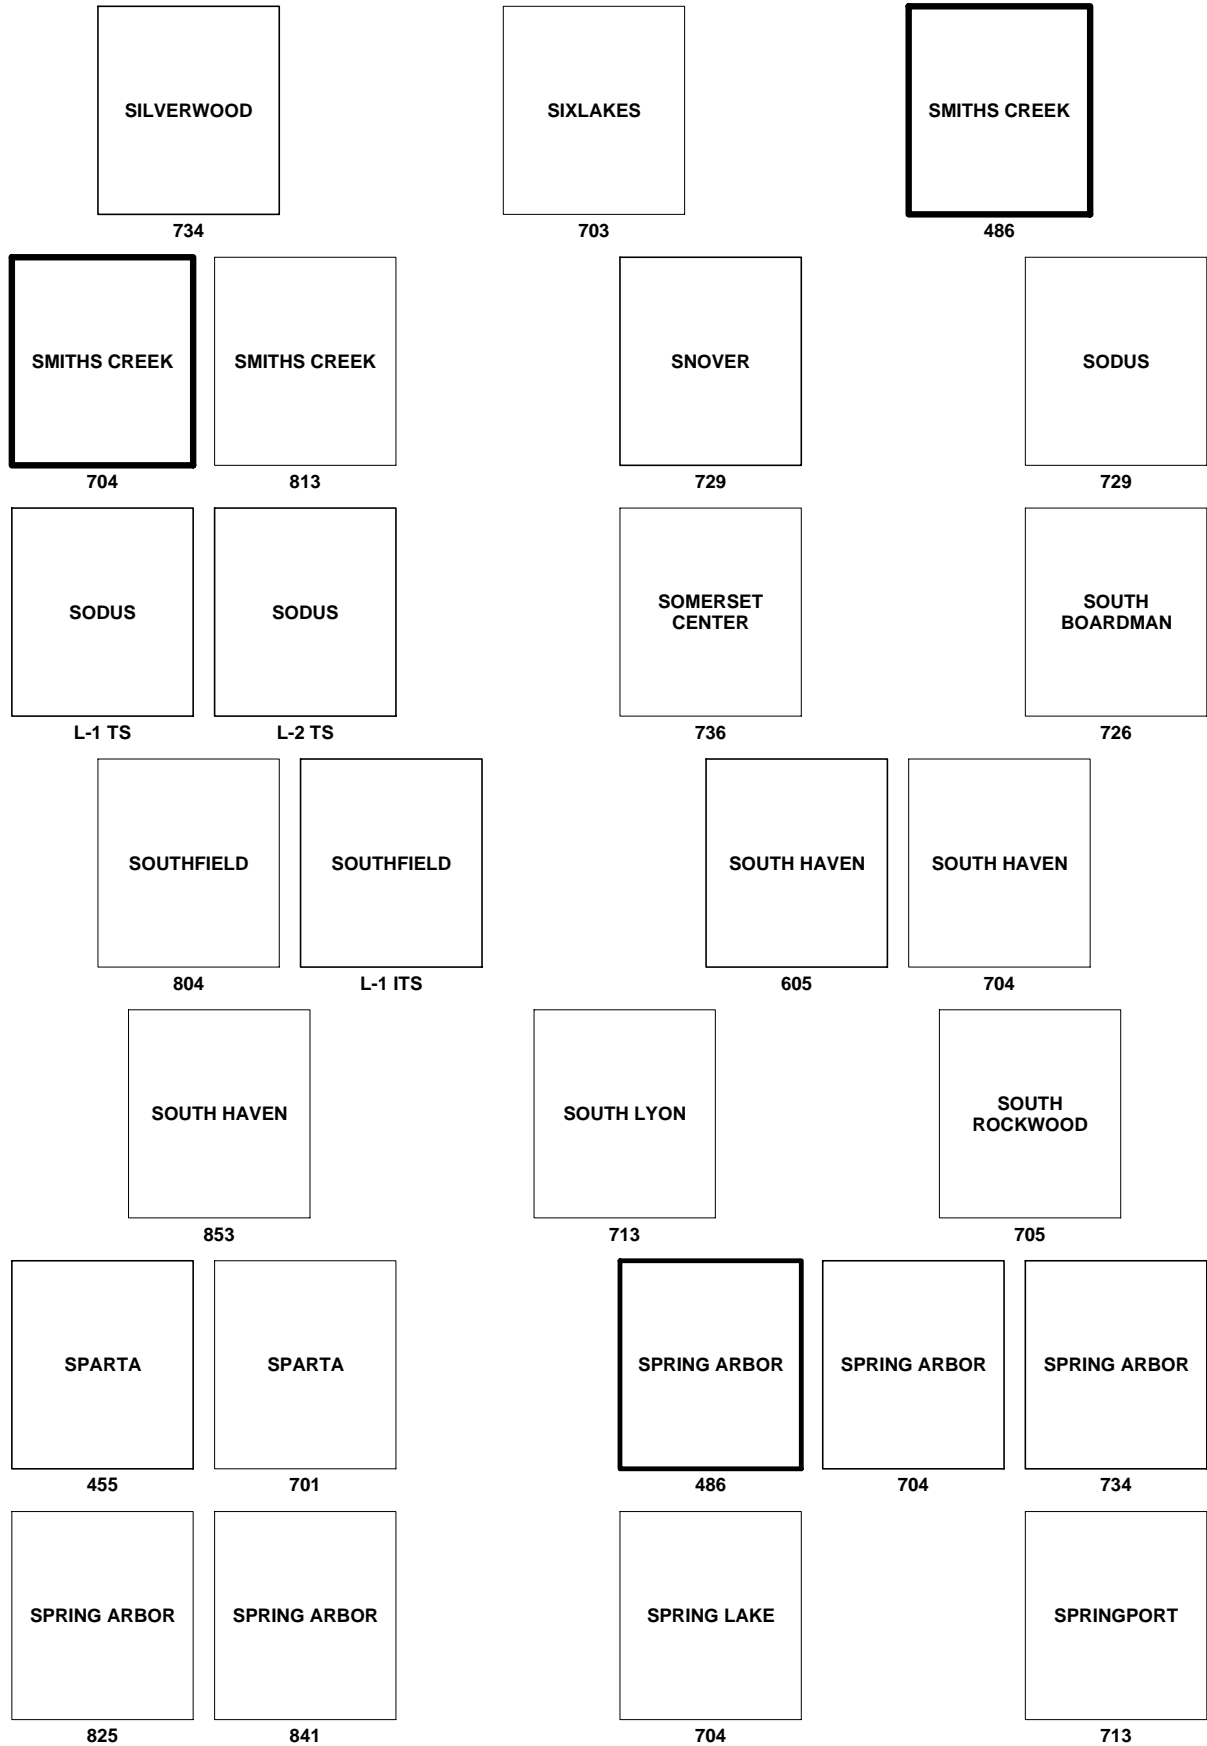 SILVERWOOD
SIXLAKES
SMITHS CREEK
734
703
486
SMITHS CREEK
SMITHS CREEK
SNOVER
SODUS
704
813
729
729
SODUS
SODUS
SOMERSET
CENTER
SOUTH
BOARDMAN
L-1 TS
L-2 TS
736
726
SOUTHFIELD
SOUTHFIELD
SOUTH HAVEN
SOUTH HAVEN
804
L-1 ITS
605
704
SOUTH HAVEN
SOUTH LYON
SOUTH
ROCKWOOD
853
713
705
SPARTA
SPARTA
SPRING ARBOR
SPRING ARBOR
SPRING ARBOR
455
701
486
704
734
SPRING ARBOR
SPRING ARBOR
SPRING LAKE
SPRINGPORT
825
841
704
713